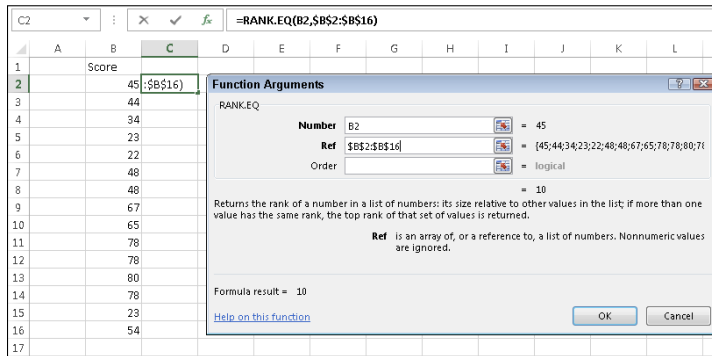 C2 fx =RANK.EQ(B2,$B$2:$B$16)
A B C D E F G H I J K L
1 Score
2 45 :$B$16)
3 44
4 34
5 23
6 22
7 48
8 48
9 67
10 65
11 78
12 78
13 80
14 78
15 23
16 54
17
Function Arguments
RANK.EQ
Number B2 = 45
Ref $B$2:$B$16 = {45;44;34;23;22;48;48;67;65;78;78;80;78
Order = logical
= 10
Returns the rank of a number in a list of numbers: its size relative to other values in the list; if more than one
value has the same rank, the top rank of that set of values is returned.
Ref is an array of, or a reference to, a list of numbers. Nonnumeric values
are ignored.
Formula result = 10
Help on this function
OK Cancel